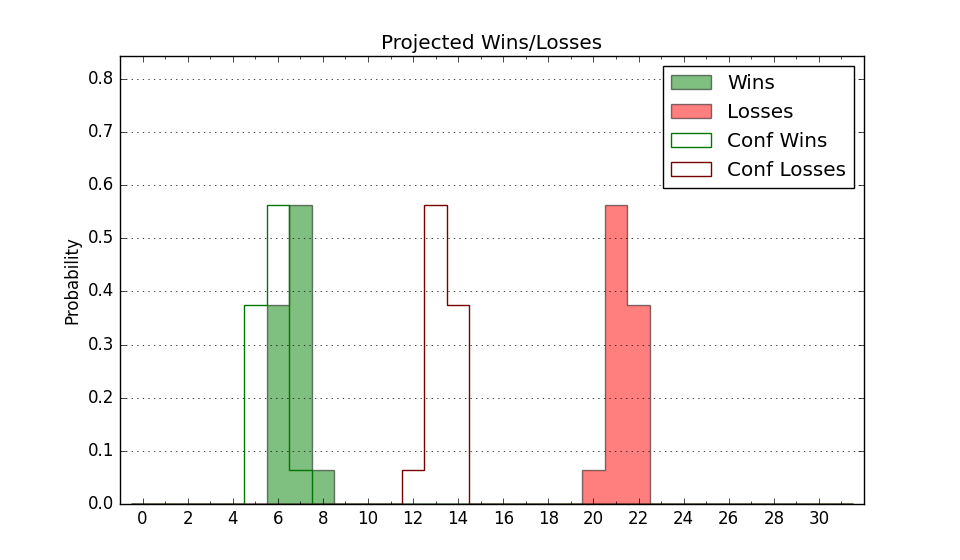 Projected Wins/Losses
Wins
Losses
Conf Wins
Conf Losses
Probability
0.8
0.7
0.6
0.5
0.4
0.3
0.2
0.1
0.0
0 2 4 6 8 10 12 14 16 18 20 22 24 26 28 30